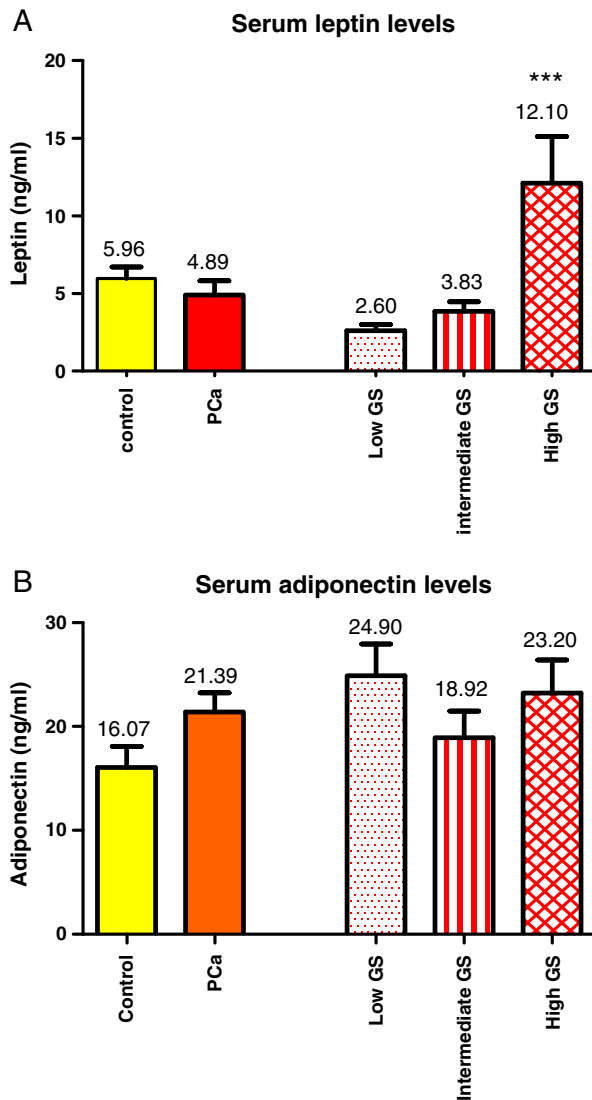 A
Serum leptin levels
Leptin (ng/ml)
20
15
10
5
0
5.96
4.89
2.60
3.83
***
12.10
control
PCa
Low GS
intermediate GS
High GS
B
Serum adiponectin levels
Adiponectin (ng/ml)
30
20
10
0
16.07
21.39
24.90
18.92
23.20
Control
PCa
Low GS
Intermediate GS
High GS